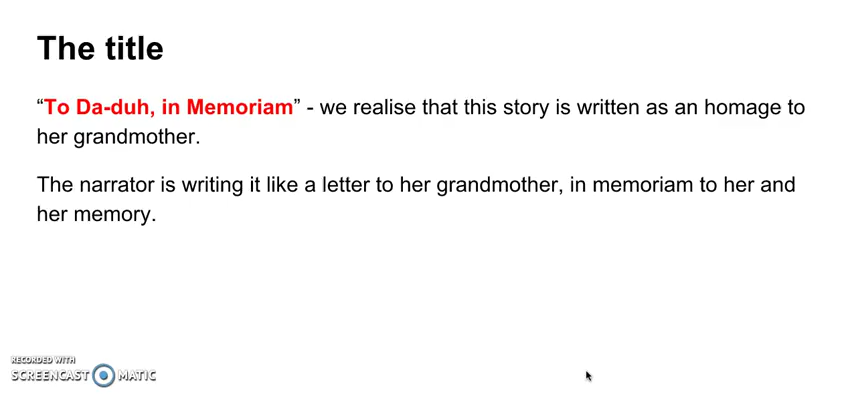 The title
“To Da-duh, in Memoriam” - we realise that this story is written as an homage to
her grandmother.
The narrator is writing it like a letter to her grandmother, in memoriam to her and
her memory.
RECORDED WITH
SCREENCAST MATIC